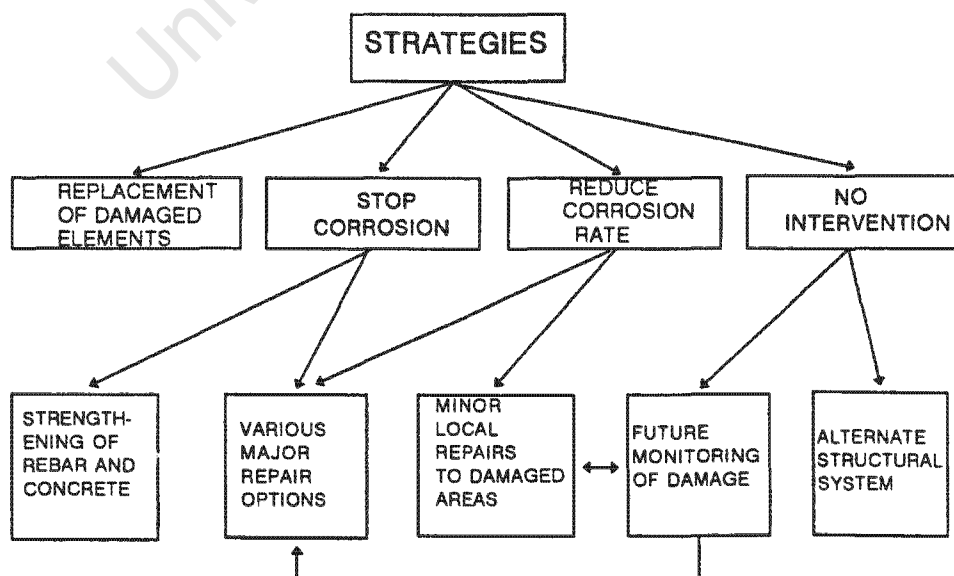 Univ
STRATEGIES
REPLACEMENT
OF DAMAGED
ELEMENTS
STOP
CORROSION
REDUCE
CORROSION
RATE
NO
INTERVENTION
STRENGTH-
ENING OF
REBAR AND
CONCRETE
VARIOUS
MAJOR
REPAIR
OPTIONS
MINOR
LOCAL
REPAIRS
TO DAMAGED
AREAS
FUTURE
MONITORING
OF DAMAGE
ALTERNATE
STRUCTURAL
SYSTEM